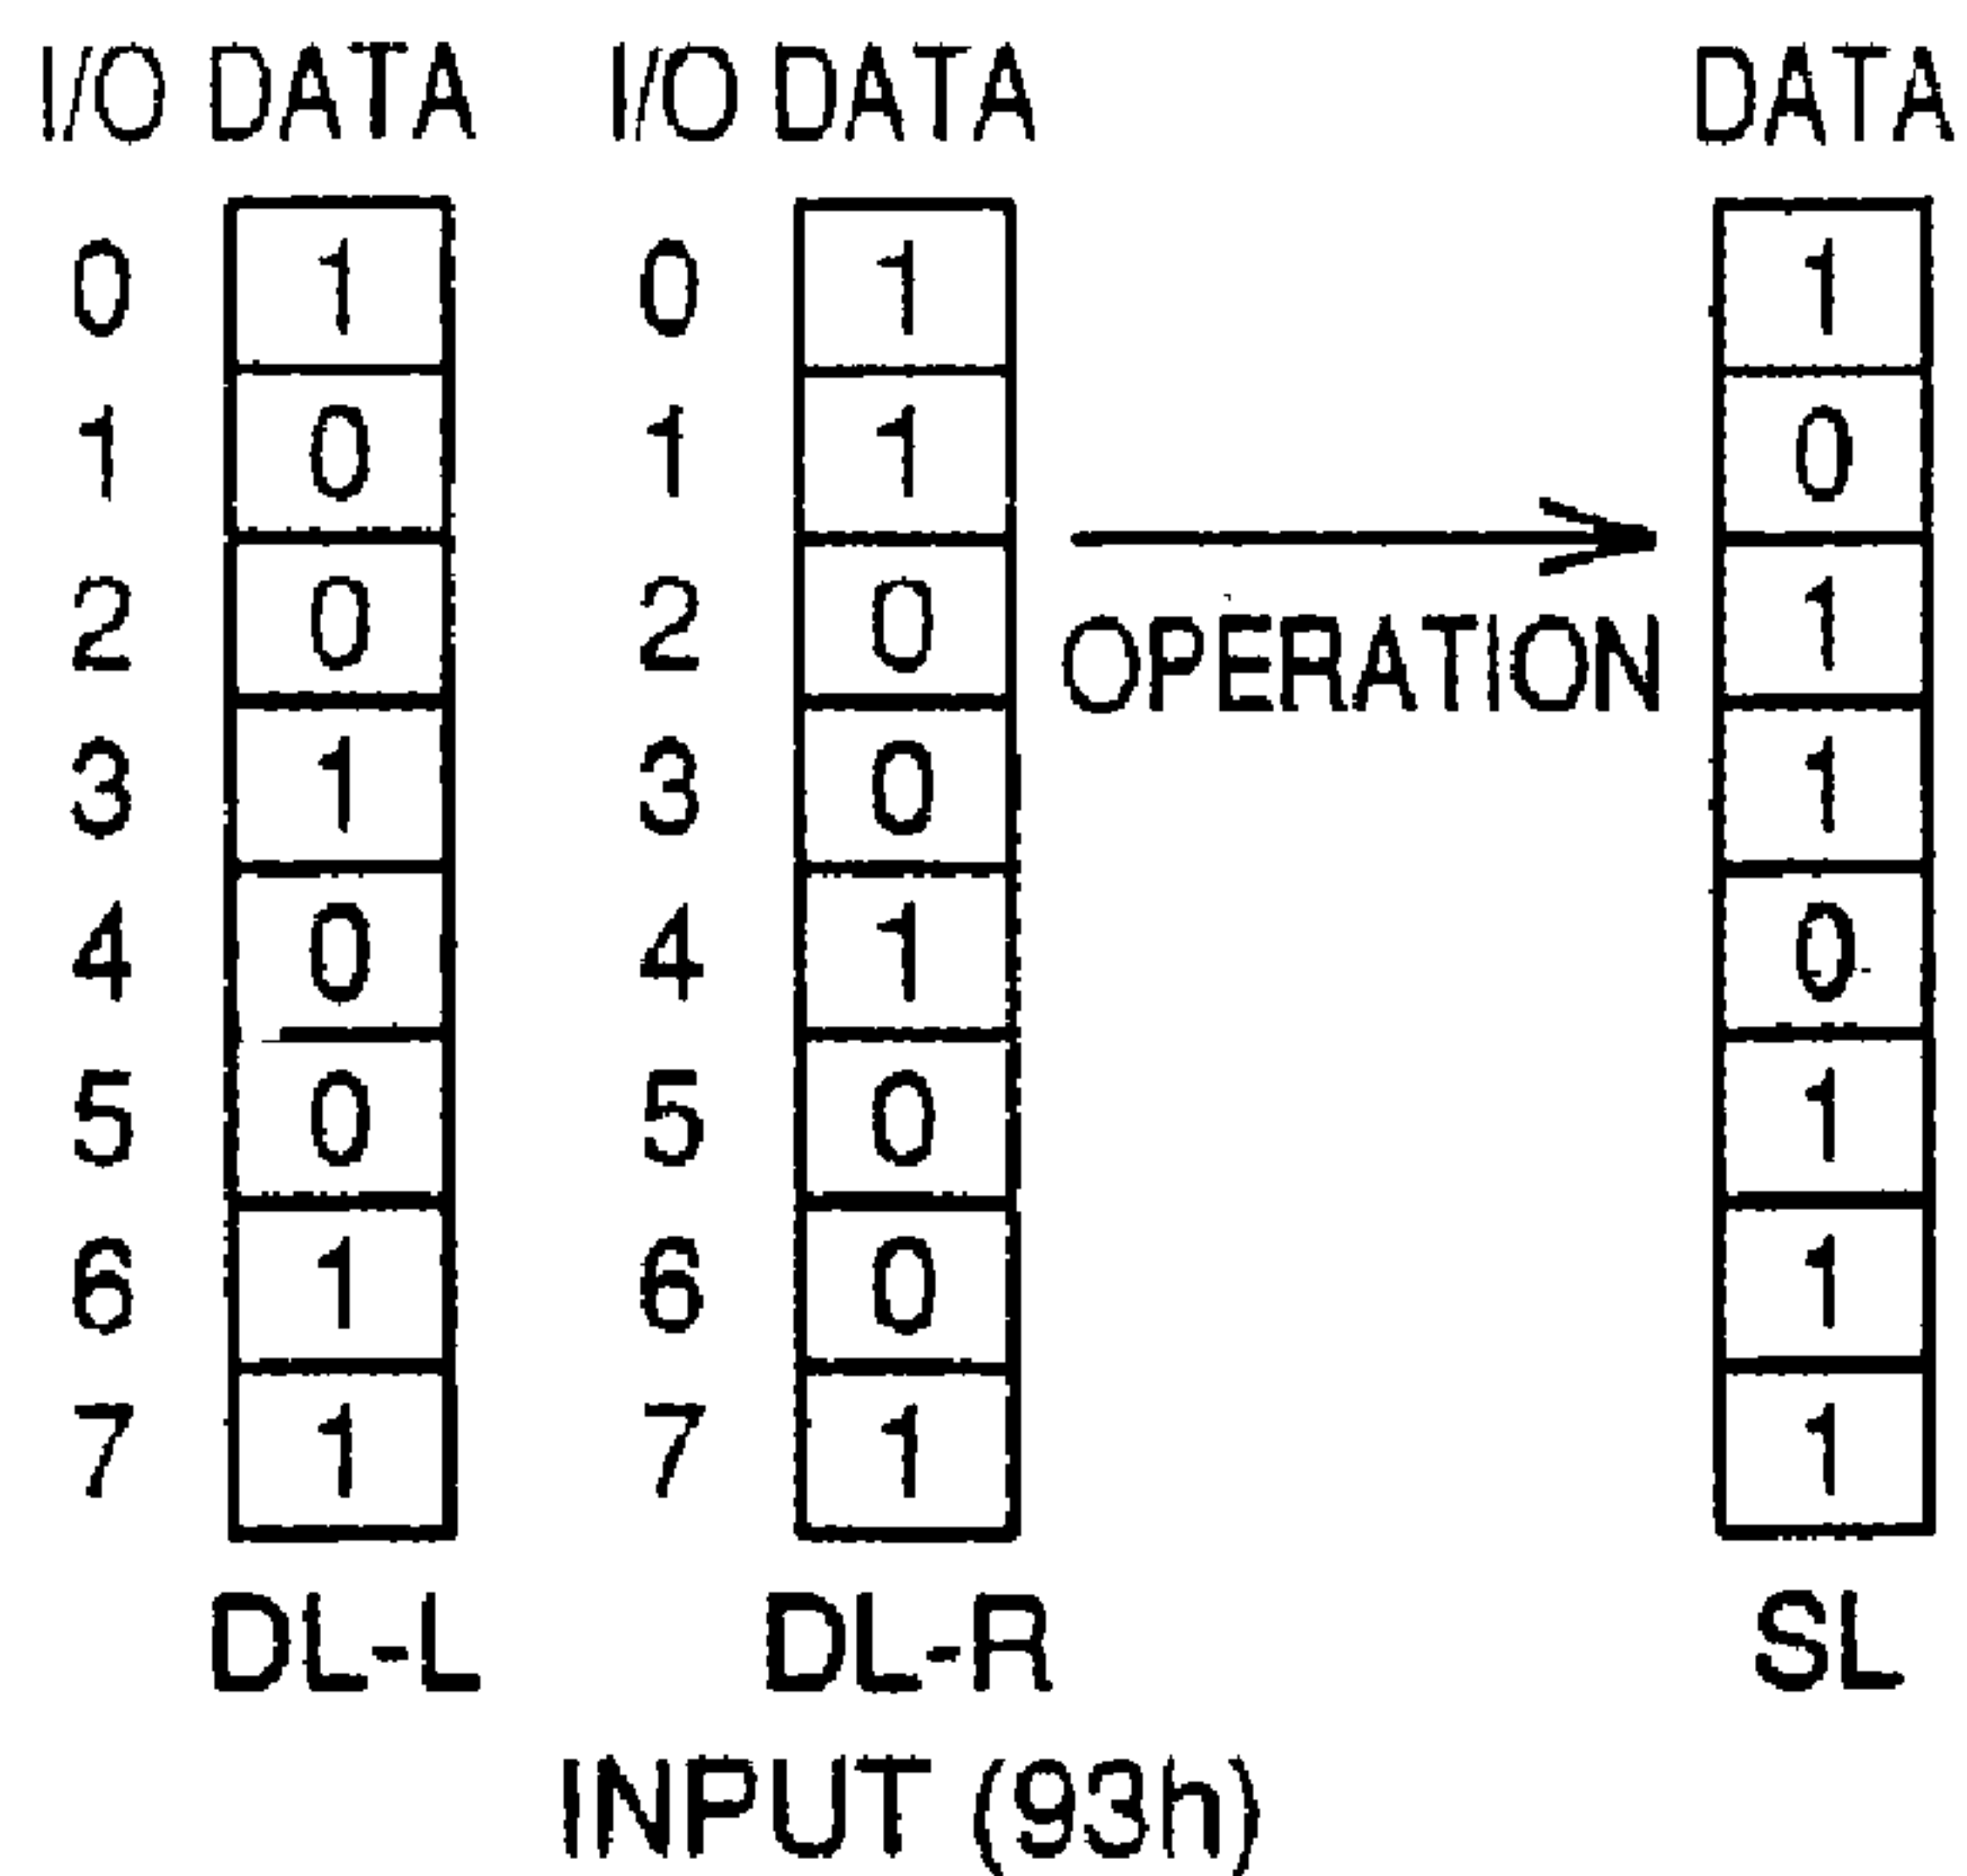 I/O DATA I/O DATA DATA
0 1 0 1 1
1 0 1 1 0
2 0 2 0 1
OPERATION
3 1 3 0 1
4 0 4 1 0
5 0 5 0 1
6 1 6 0 1
7 1 7 1 1
DL-L DL-R SL
INPUT (93h)